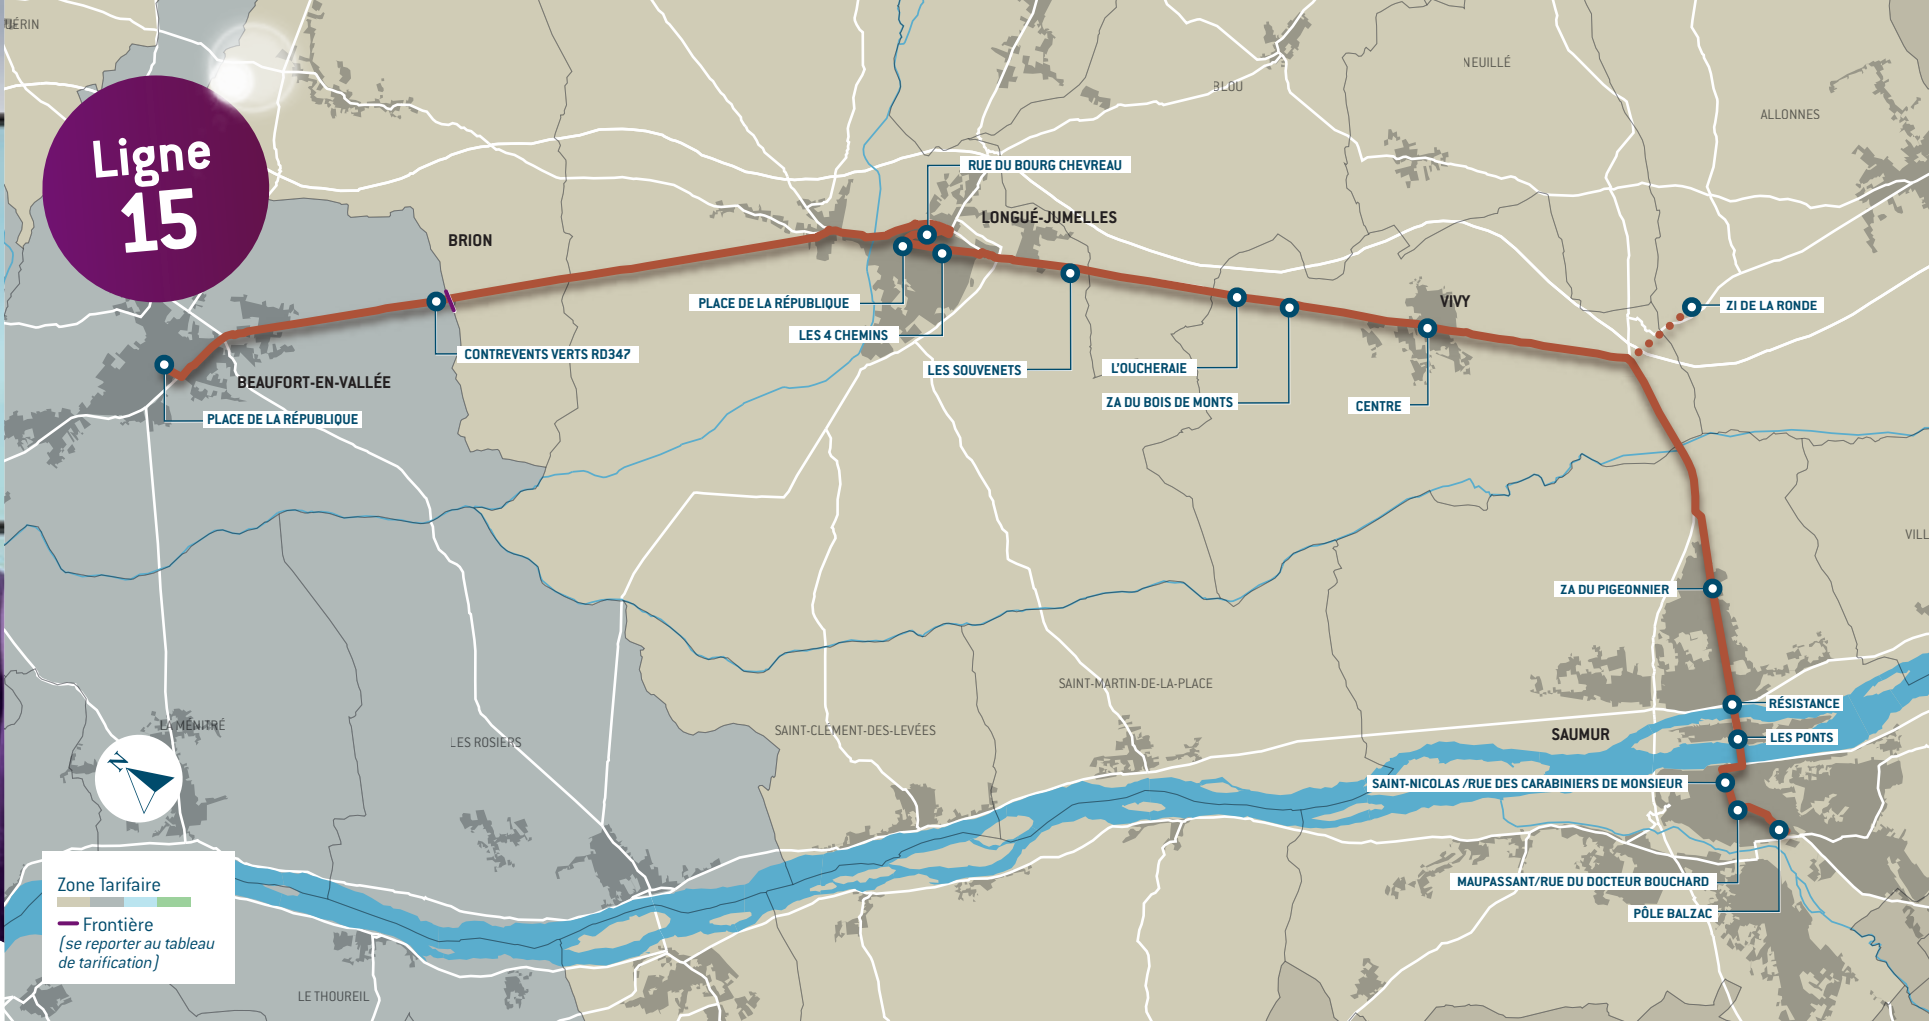 NEUILLÉ
BLOU
ALLONNES
Ligne
15
RUE DU BOURG CHEVREAU
LONGUÉ-JUMELLES
BRION
PLACE DE LA RÉPUBLIQUE
VIVY
ZI DE LA RONDE
LES 4 CHEMINS
CONTREVENTS VERTS RD347
LES SOUVENETS
L'OUCHERAIE
BEAUFORT-EN-VALLÉE
ZA DU BOIS DE MONTS
CENTRE
PLACE DE LA RÉPUBLIQUE
VILL
ZA DU PIGEONNIER
SAINT-MARTIN-DE-LA-PLACE
RÉSISTANCE
LA MÉNITRÉ
SAINT-CLÉMENT-DES-LEVÉES
SAUMUR
LES PONTS
LES ROSIERS
N
SAINT-NICOLAS /RUE DES CARABINIERS DE MONSIEUR
MAUPASSANT/RUE DU DOCTEUR BOUCHARD
PÔLE BALZAC
Zone Tarifaire
Frontière
(se reporter au tableau
de tarification)
LE THOUREIL